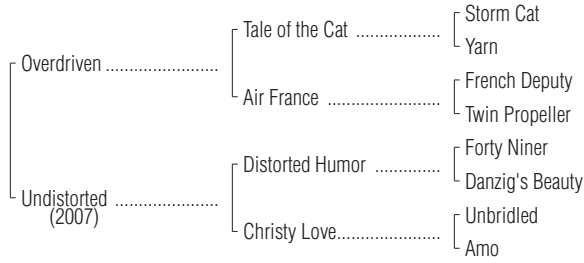 Storm Cat
Tale of the Cat ..................
Yarn
Overdriven ........................
French Deputy
Air France ........................
Twin Propeller
Forty Niner
Distorted Humor ................
Danzig's Beauty
Undistorted ......................
(2007)
Unbridled
Christy Love......................
Amo